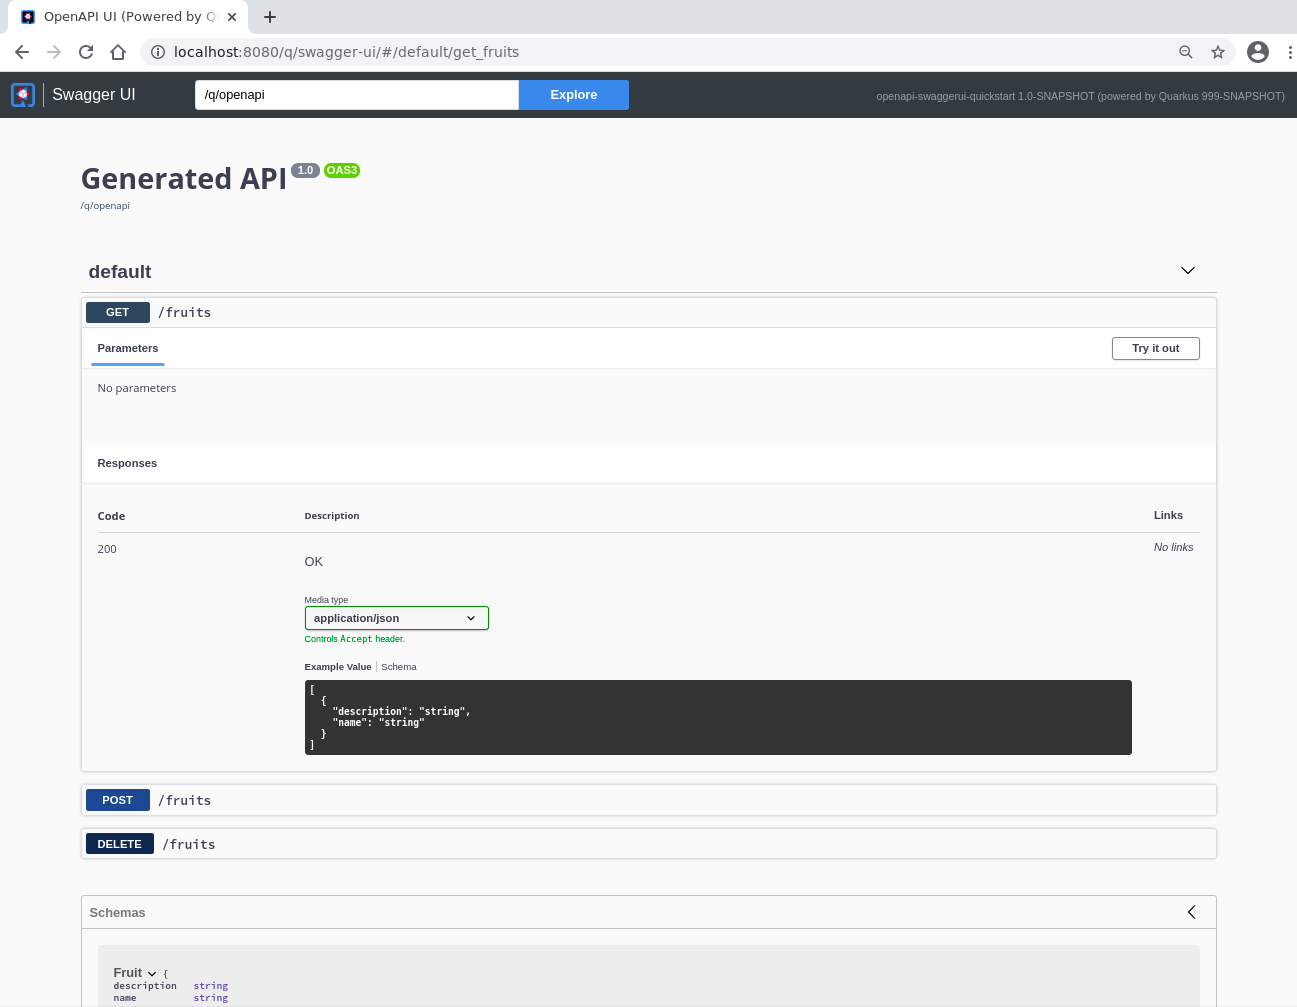 OpenAPI UI (Powered by Q
localhost:8080/q/swagger-ui/#/default/get_fruits
Swagger UI
/q/openapi
Explore
openapi-swaggerui-quickstart 1.0-SNAPSHOT (powered by Quarkus 999-SNAPSHOT)
Generated API 1.0 OAS3
/q/openapi
default
GET /fruits
Parameters
Try it out
No parameters
Responses
Code Description Links
200
OK
No links
Media type
application/json
Controls Accept header.
Example Value Schema
[
{
"description": "string",
"name": "string"
}
]
POST /fruits
DELETE /fruits
Schemas
Fruit {
description string
name string